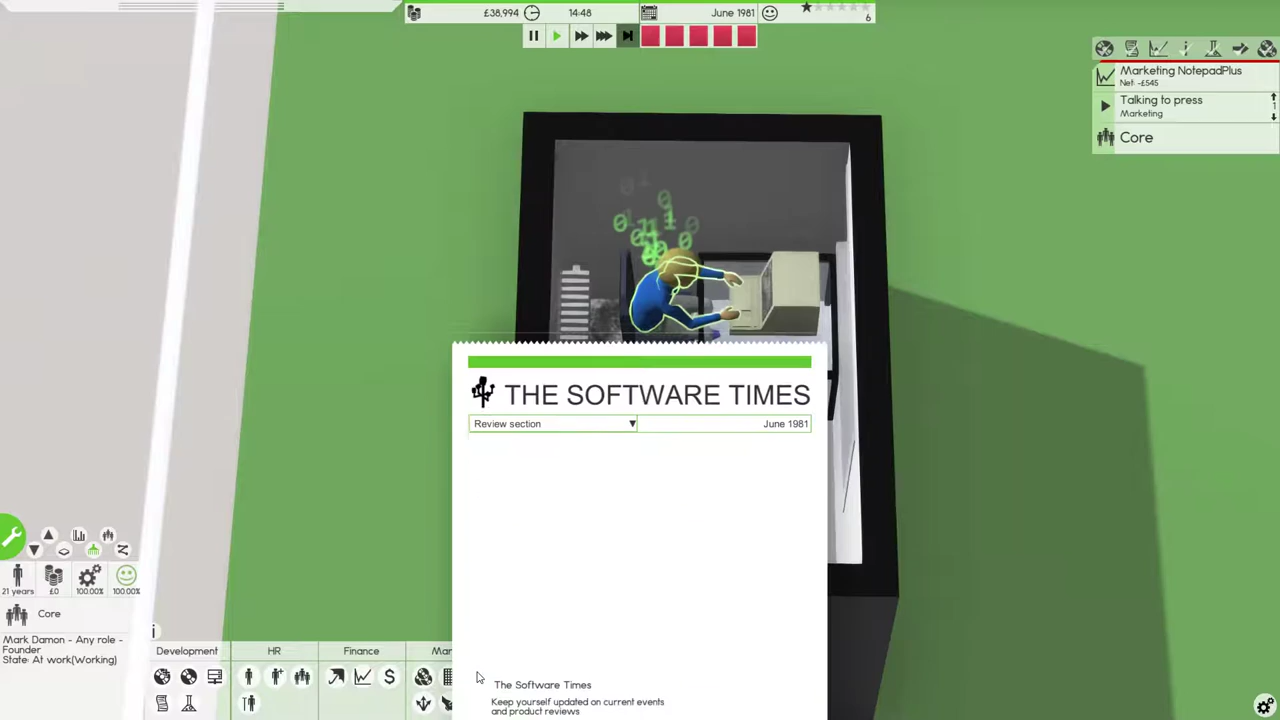 £38,994
14:48
June 1981
6
Marketing NotepadPlus
Net: -£545
Talking to press
Marketing
1
Core
THE SOFTWARE TIMES
Review section
June 1981
21 years
£0
100.00%
100.00%
Core
Mark Damon - Any role -
Founder
State: At work(Working)
i
Development
HR
Finance
Mar
The Software Times
Keep yourself updated on current events
and product reviews